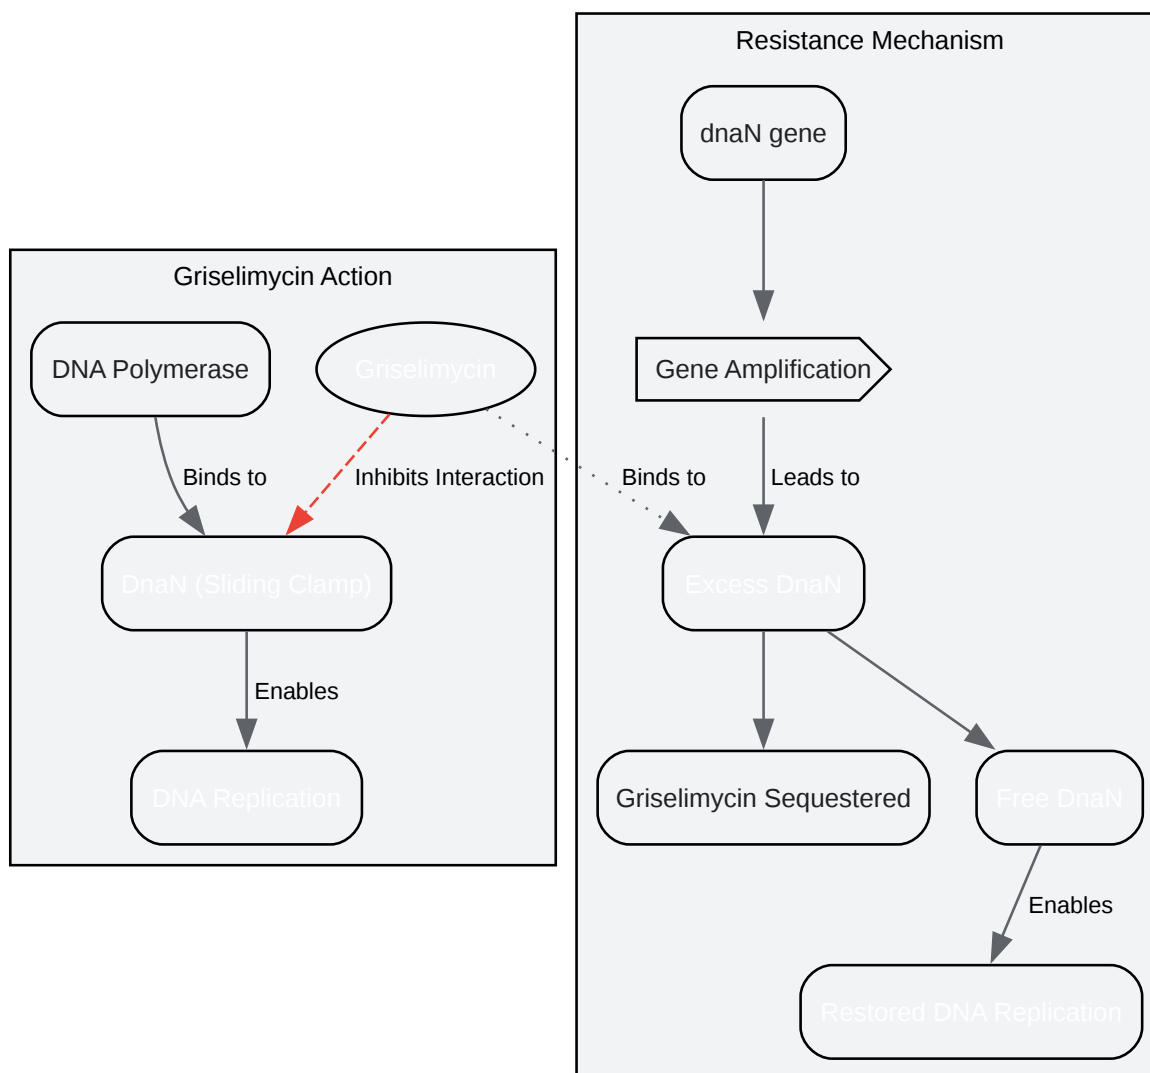 Resistance Mechanism
dnaN gene
Griselimycin Action
DNA Polymerase
Griselimycin
Gene Amplification
Binds to
Inhibits Interaction
Binds to
Leads to
DnaN (Sliding Clamp)
Excess DnaN
Enables
DNA Replication
Griselimycin Sequestered
Free DnaN
Enables
Restored DNA Replication